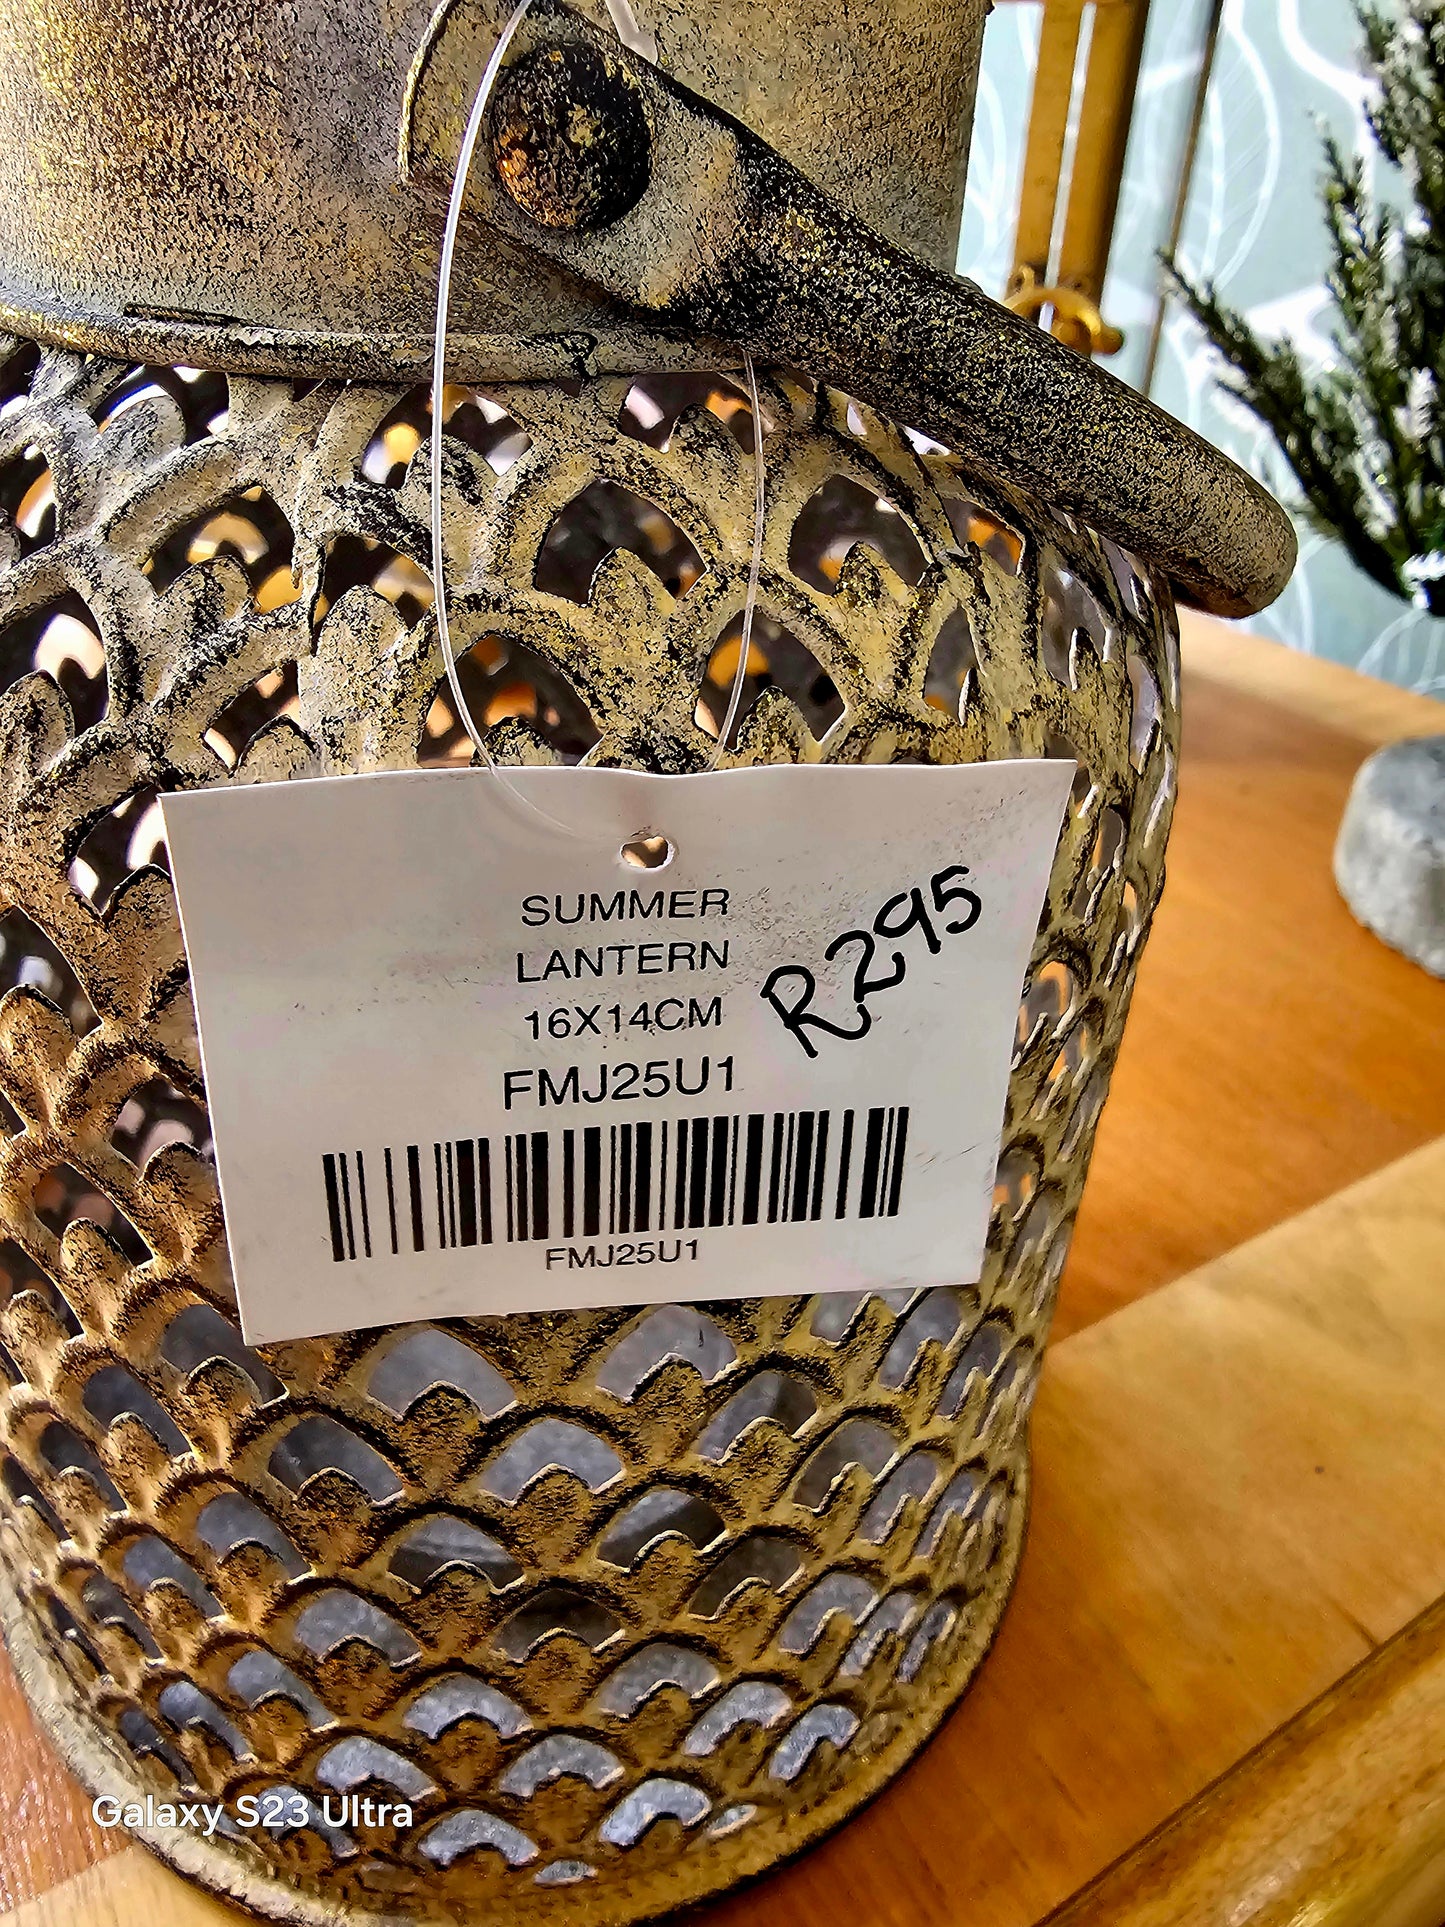 SUMMER
LANTERN
16X14CM
R295
FMJ25U1
FMJ25U1
Galaxy S23 Ultra